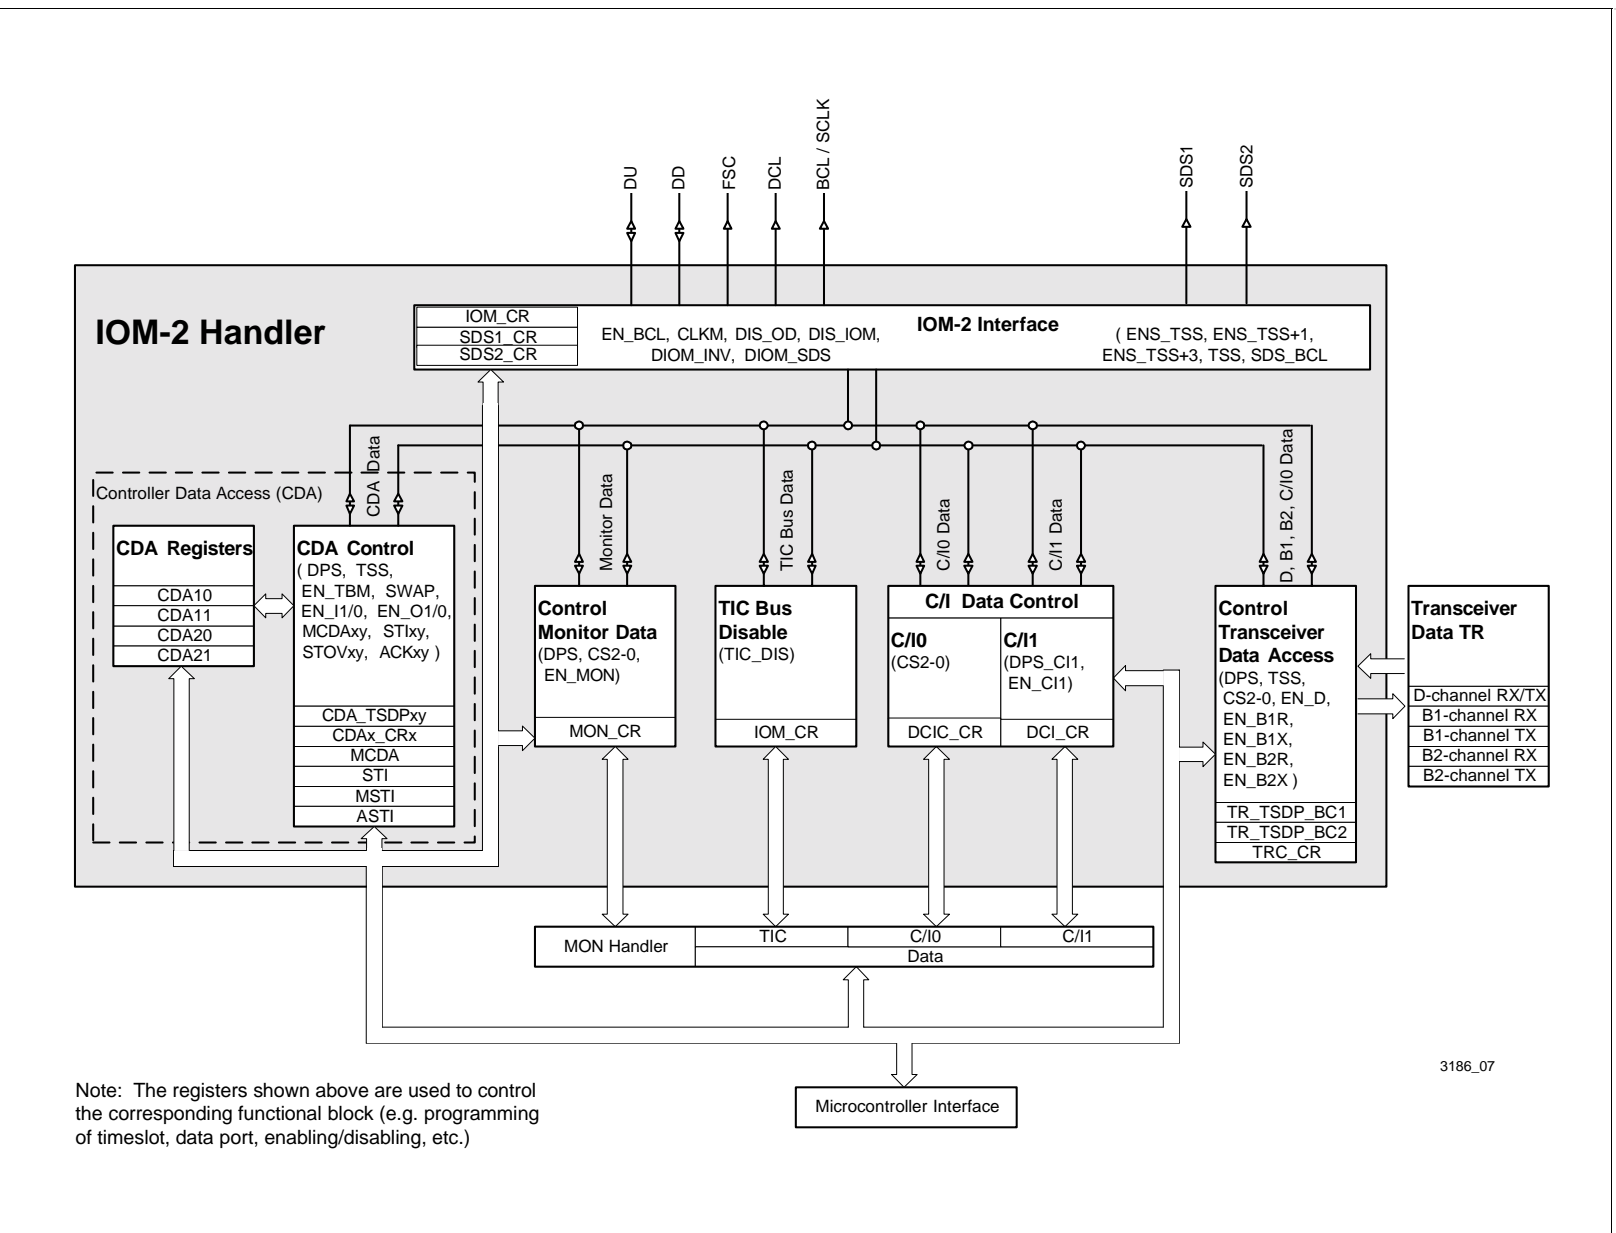 DU
DD
FSC
DCL
BCL / SCLK
SDS1
SDS2
IOM-2 Handler
IOM_CR
SDS1_CR
SDS2_CR
IOM-2 Interface
EN_BCL, CLKM, DIS_OD, DIS_IOM,
DIOM_INV, DIOM_SDS
( ENS_TSS, ENS_TSS+1,
ENS_TSS+3, TSS, SDS_BCL
CDA Data
Monitor Data
TIC Bus Data
C/I0 Data
C/I1 Data
D, B1, B2, C/I0 Data
Controller Data Access (CDA)
CDA Registers
CDA10
CDA11
CDA20
CDA21
CDA Control
( DPS, TSS,
EN_TBM, SWAP,
EN_I1/0, EN_O1/0,
MCDAxy, STIxy,
STOVxy, ACKxy )
CDA_TSDPxy
CDAx_CRx
MCDA
STI
MSTI
ASTI
Control
Monitor Data
(DPS, CS2-0,
EN_MON)
MON_CR
TIC Bus
Disable
(TIC_DIS)
IOM_CR
C/I Data Control
C/I0
(CS2-0)
DCIC_CR
C/I1
(DPS_CI1,
EN_CI1)
DCI_CR
Control
Transceiver
Data Access
(DPS, TSS,
CS2-0, EN_D,
EN_B1R,
EN_B1X,
EN_B2R,
EN_B2X )
TR_TSDP_BC1
TR_TSDP_BC2
TRC_CR
Transceiver
Data TR
D-channel RX/TX
B1-channel RX
B1-channel TX
B2-channel RX
B2-channel TX
MON Handler
TIC
C/I0
C/I1
Data
Microcontroller Interface
3186_07
Note: The registers shown above are used to control
the corresponding functional block (e.g. programming
of timeslot, data port, enabling/disabling, etc.)